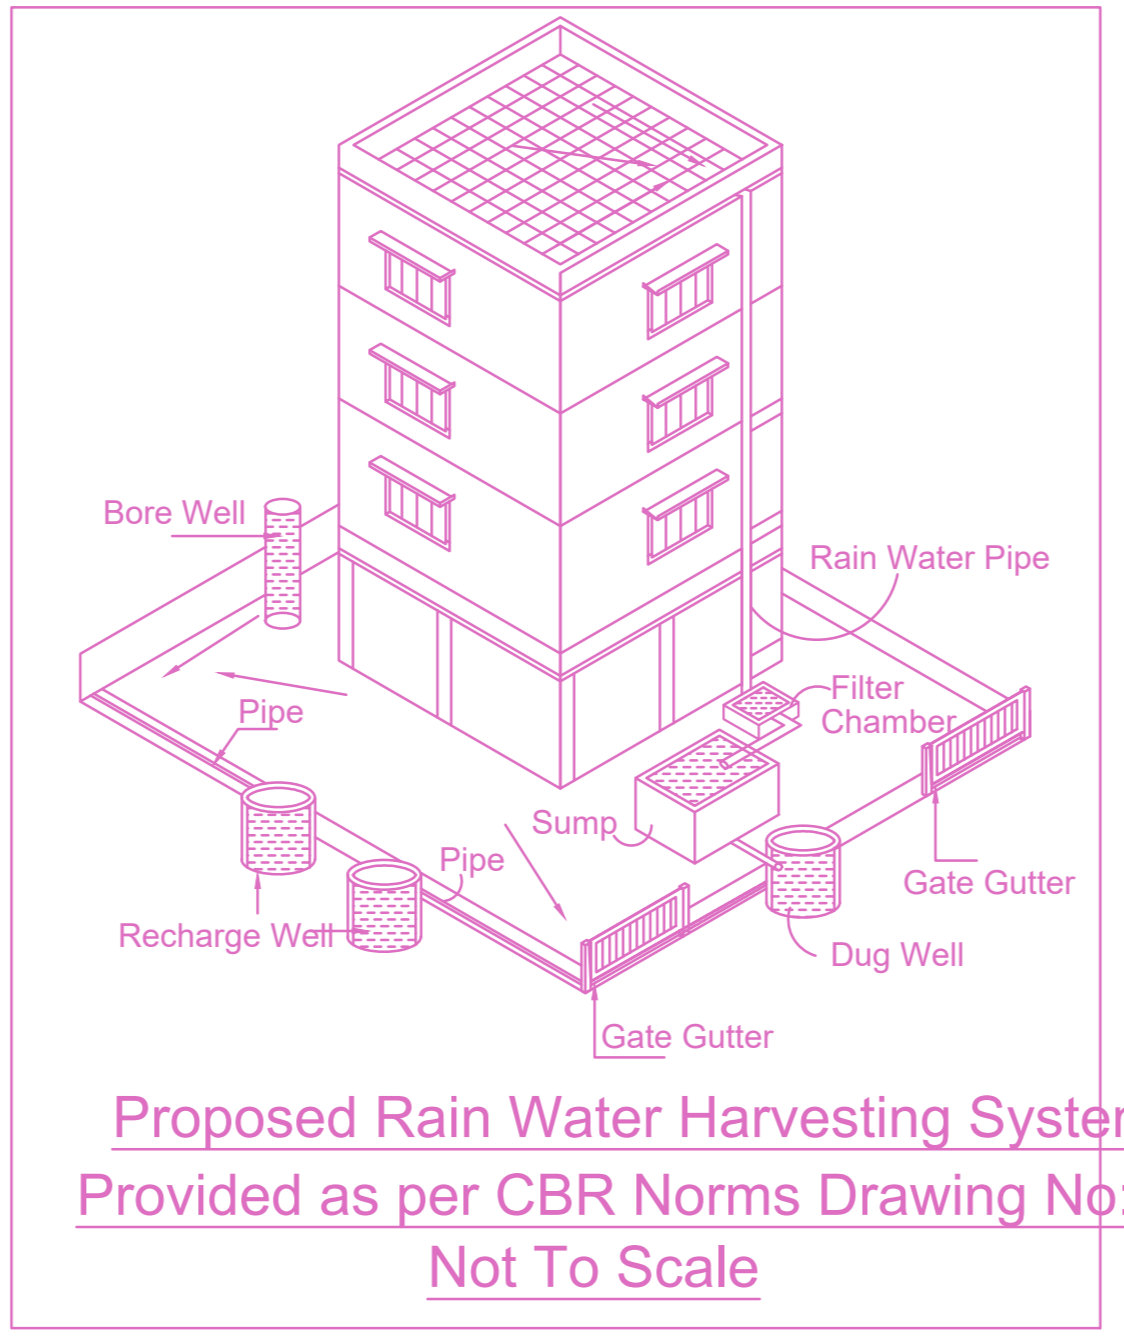 Bore Well
Rain Water Pipe
Filter
Chamber
Pipe
Sump
Pipe
Gate Gutter
Recharge Well
Dug Well
Gate Gutter
Proposed Rain Water Harvesting System
Provided as per CBR Norms Drawing No:
Not To Scale